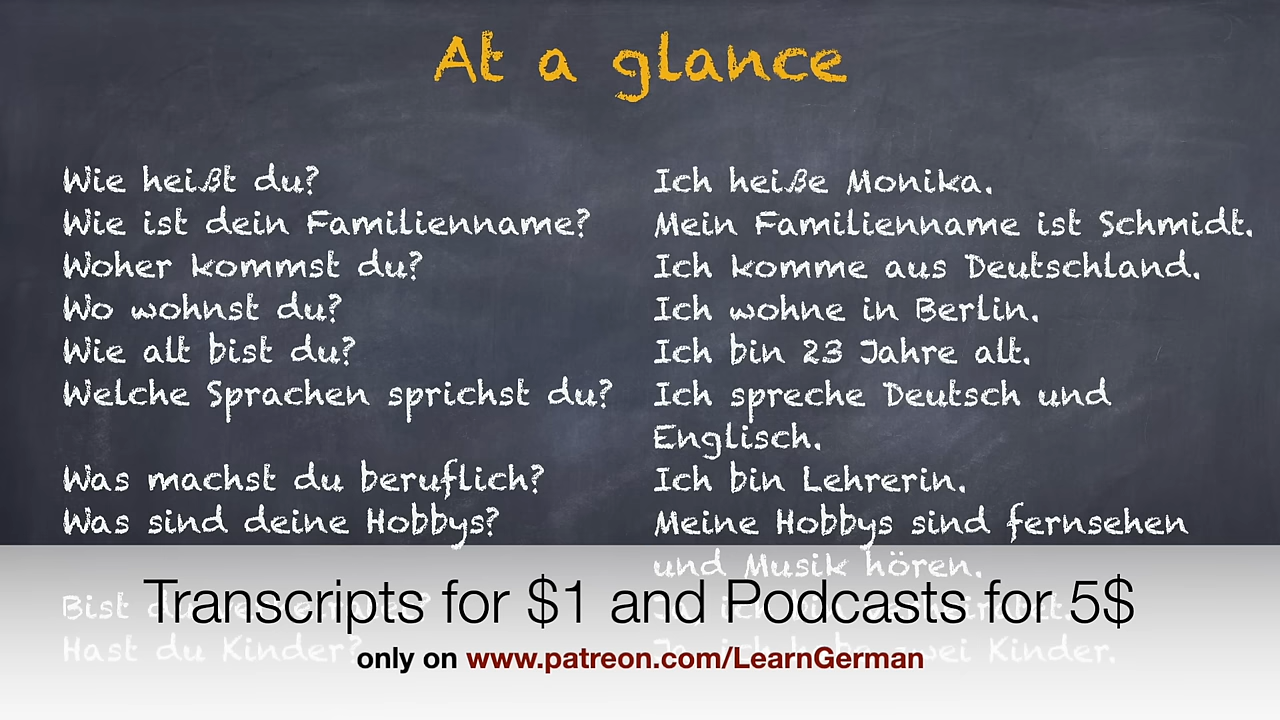 At a glance
Wie heißt du?
Ich heiße Monika.
Wie ist dein Familienname?
Mein Familienname ist Schmidt.
Woher kommst du?
Ich komme aus Deutschland.
Wo wohnst du?
Ich wohne in Berlin.
Wie alt bist du?
Ich bin 23 Jahre alt.
Welche Sprachen sprichst du?
Ich spreche Deutsch und
Englisch.
Was machst du beruflich?
Ich bin Lehrerin.
Was sind deine Hobbys?
Meine Hobbys sind fernsehen
und Musik hören.
Bist du
Hast du Kinder?
zwei Kinder.
Transcripts for $1 and Podcasts for 5$
only on www.patreon.com/LearnGerman